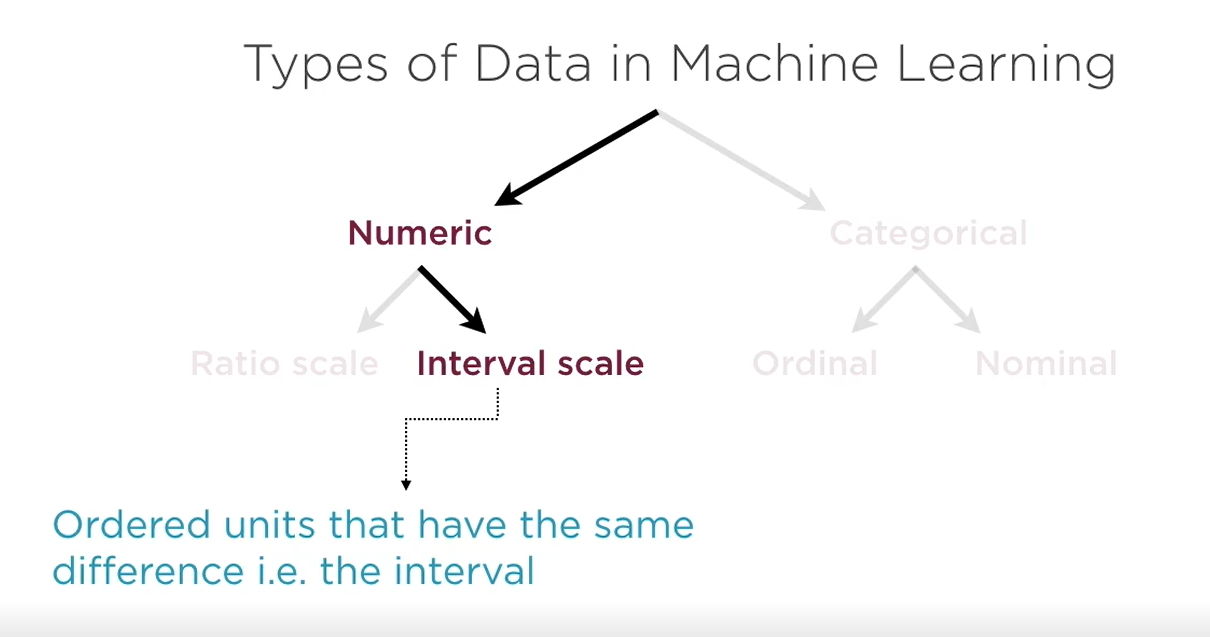 Types of Data in Machine Learning
Numeric
Categorical
Ratio scale
Interval scale
Ordinal
Nominal
Ordered units that have the same
difference i.e. the interval